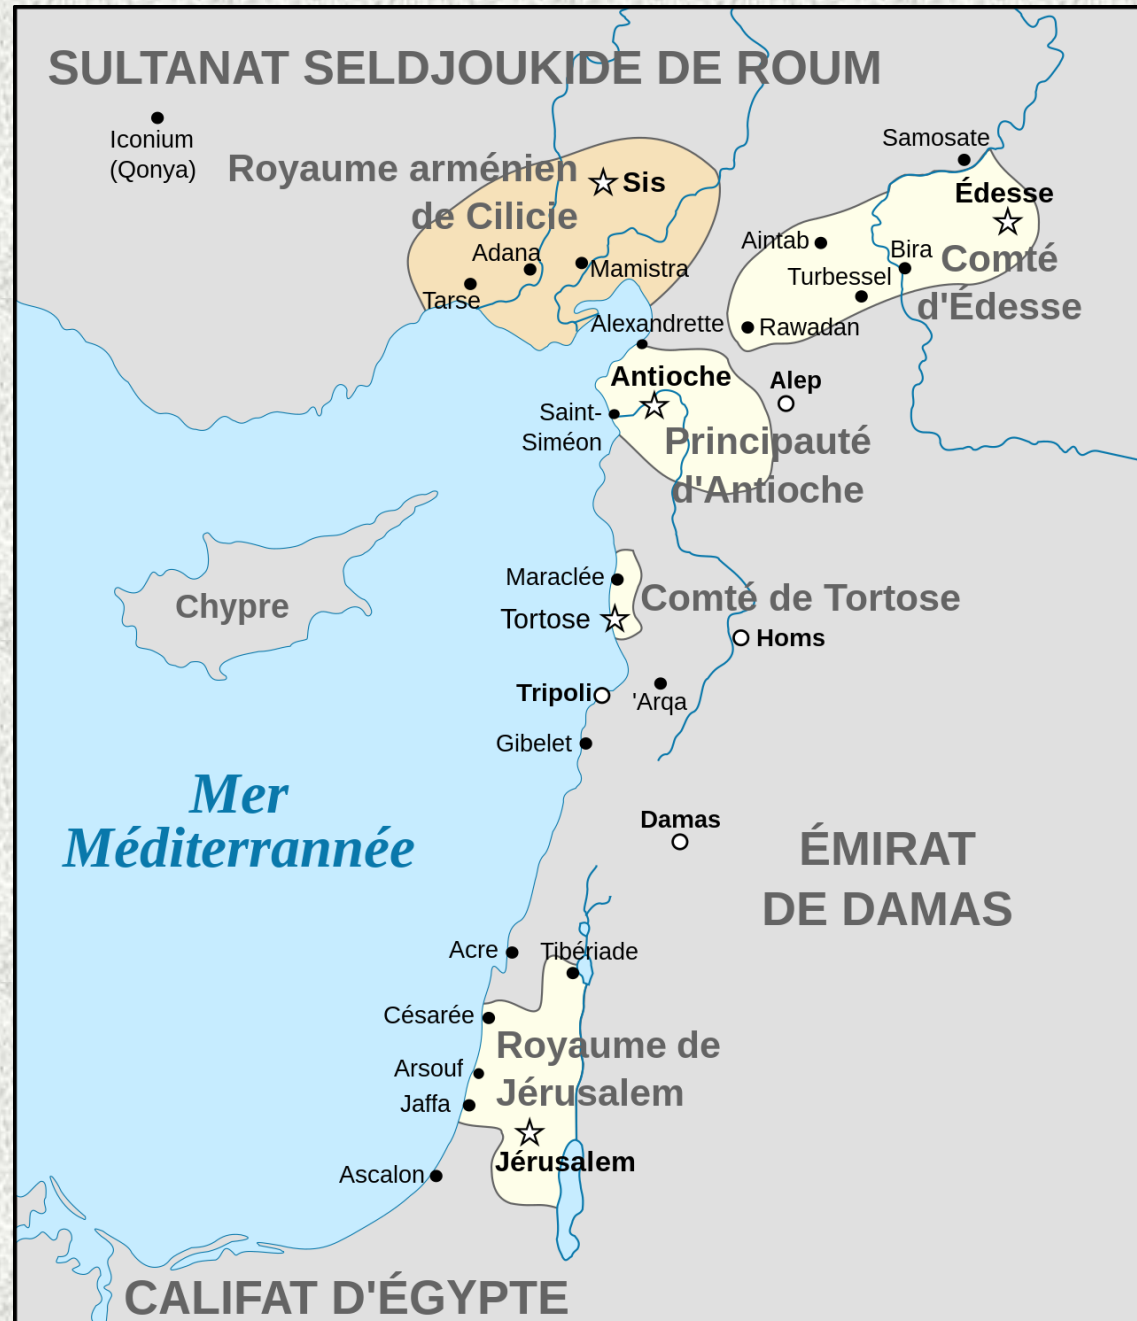 SULTANAT SELDJOUKIDE DE ROUM
Iconium
(Qonya)
Royaume arménien
de Cilicie
Sis
Adana
Mamistra
Tarse
Samosate
Édesse
Aintab
Bira
Comté
d'Édesse
Turbessel
Rawadan
Alexandrette
Antioche
Alep
Saint-
Siméon
Principauté
d'Antioche
Chypre
Maraclée
Comté de Tortose
Tortose
Homs
Tripoli
'Arqa
Gibelet
Mer
Méditerrannée
Damas
ÉMIRAT
DE DAMAS
Acre
Tibériade
Césarée
Royaume de
Jérusalem
Arsouf
Jaffa
Jérusalem
Ascalon
CALIFAT D'ÉGYPTE